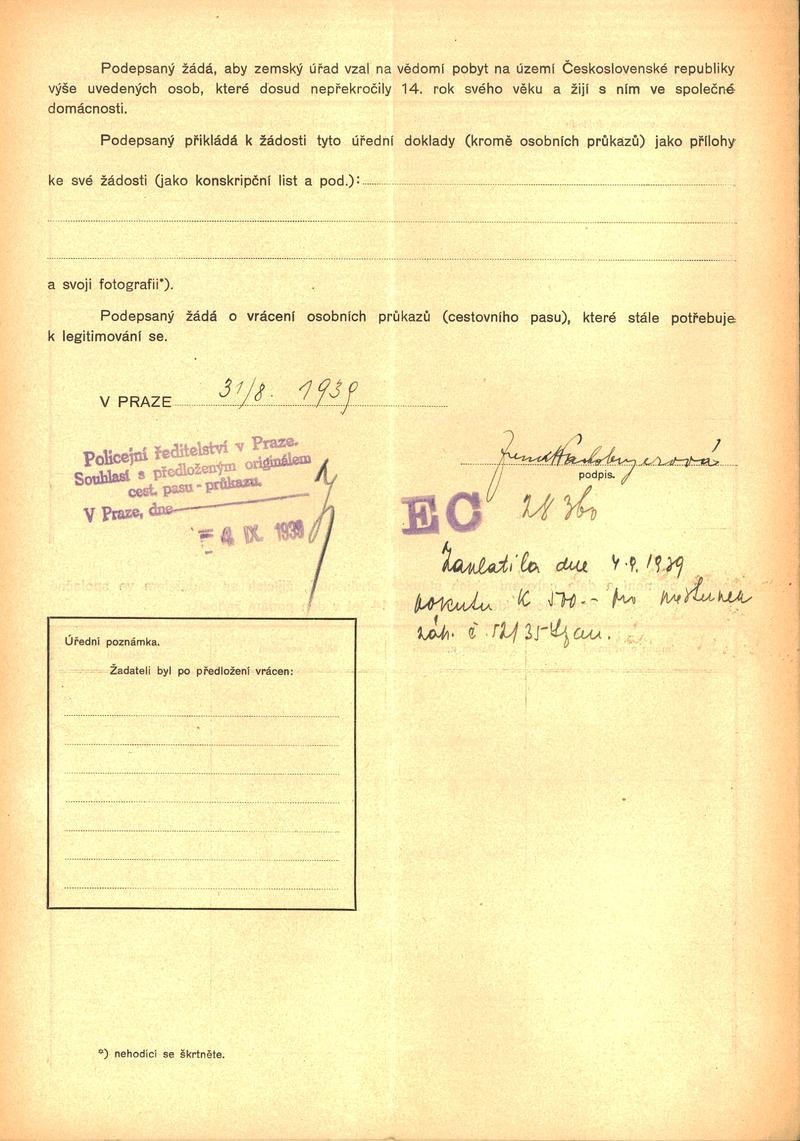 Podepsaný žádá, aby zemský úřad vzal na vědomí pobyt na území Československé republiky
výše uvedených osob, které dosud nepřekročily 14. rok svého věku a žijí s ním ve společné
domácnosti.
Podepsaný přikládá k žádosti tyto úřední doklady (kromě osobních průkazů) jako přílohy
ke své žádosti (jako konskripční list a pod.):
a svoji fotografii*).
Podepsaný žádá o vrácení osobních průkazů (cestovního pasu), které stále potřebuje
k legitimování se.
V PRAZE 31/8. 1939
Policejní ředitelství v Praze.
Souhlasí s předloženým originálem
cest. pasu - průkazu.
V Praze, dne
- 4. IX. 1939
podpis.
EC 28360
Zaplatila dne 4.9.1939
pokutu K 500.-
zák. č 52/35
Úřední poznámka.
Žadateli byl po předložení vrácen:
*) nehodící se škrtněte.